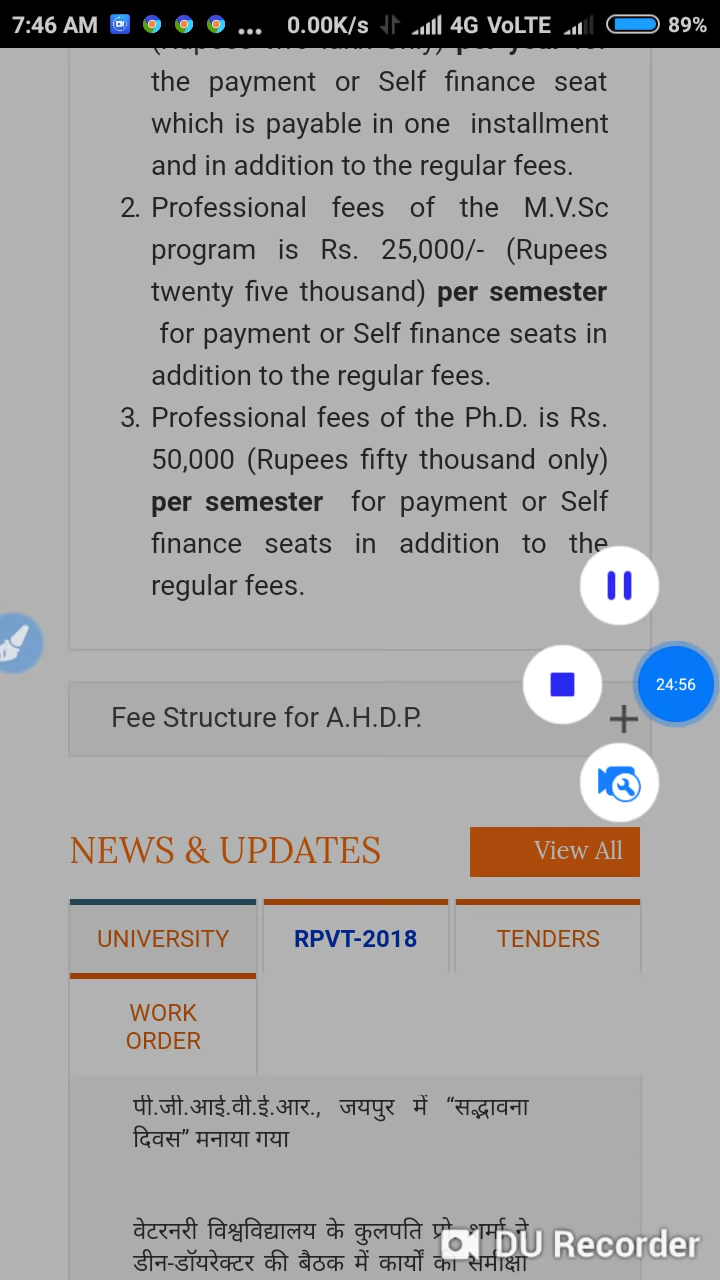 7:46 AM ... 0.00K/s 4G VoLTE 89%
the payment or Self finance seat
which is payable in one installment
and in addition to the regular fees.
2. Professional fees of the M.V.Sc
program is Rs. 25,000/- (Rupees
twenty five thousand) per semester
for payment or Self finance seats in
addition to the regular fees.
3. Professional fees of the Ph.D. is Rs.
50,000 (Rupees fifty thousand only)
per semester for payment or Self
finance seats in addition to the
regular fees.
24:56
Fee Structure for A.H.D.P. +
NEWS & UPDATES
View All
UNIVERSITY
RPVT-2018
TENDERS
WORK
ORDER
पी.जी.आई.वी.ई.आर., जयपुर में “सद्भावना
दिवस” मनाया गया
वेटरनरी विश्वविद्यालय के कुलपति प्रो. शर्मा ने
डीन-डॉयरेक्टर की बैठक में कार्यों की समीक्षा
DU Recorder